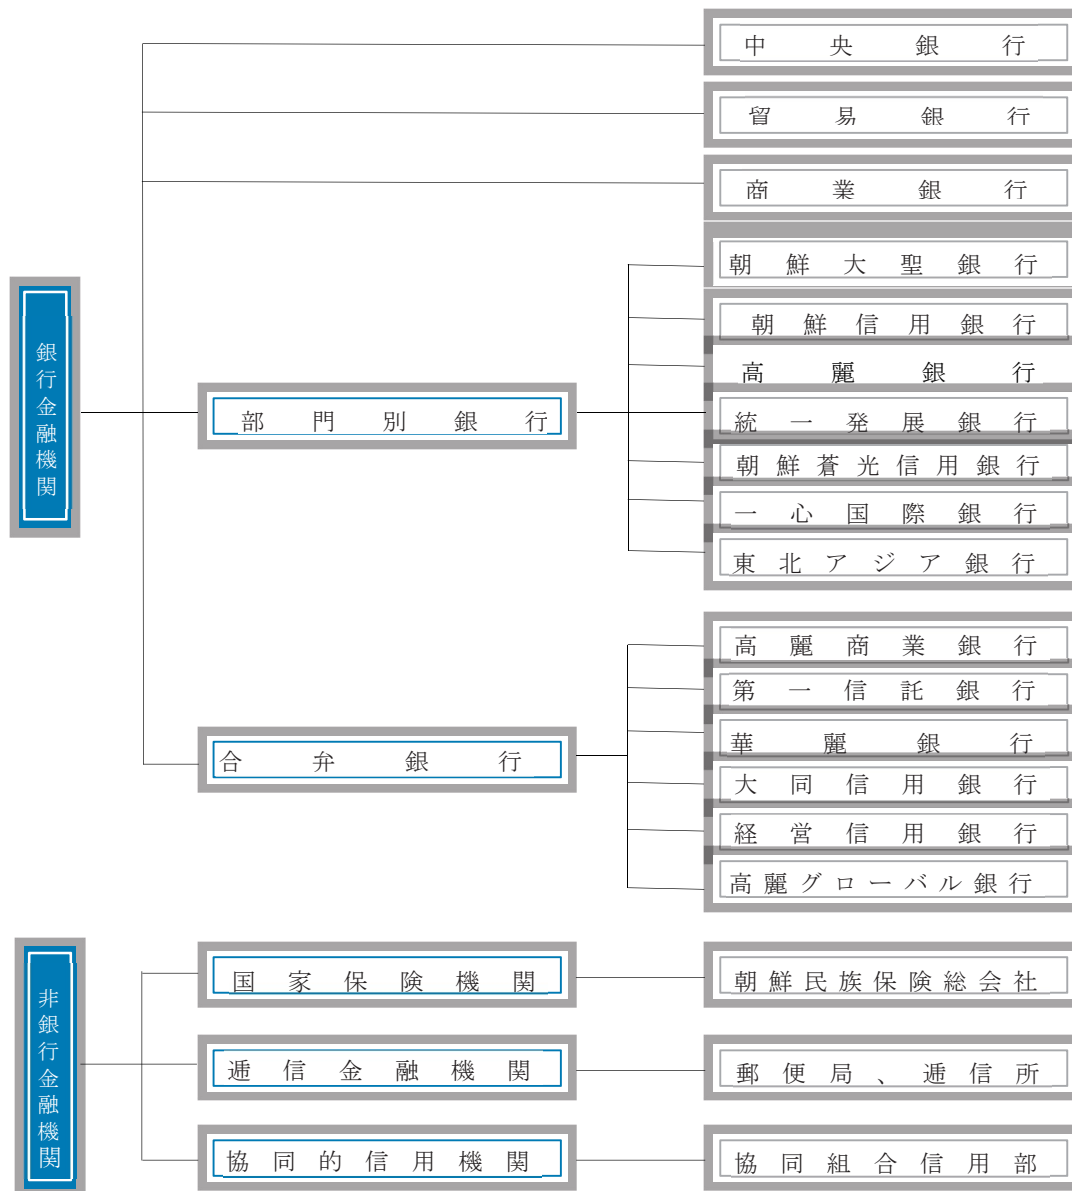 中央銀行
貿易銀行
商業銀行
銀行金融機関
部門別銀行
朝鮮大聖銀行
朝鮮信用銀行
高麗銀行
統一発展銀行
朝鮮蒼光信用銀行
一心国際銀行
東北アジア銀行
合弁銀行
高麗商業銀行
第一信託銀行
華麗銀行
大同信用銀行
経営信用銀行
高麗グローバル銀行
非銀行金融機関
国家保険機関
朝鮮民族保険総会社
逓信金融機関
郵便局、逓信所
協同的信用機関
協同組合信用部